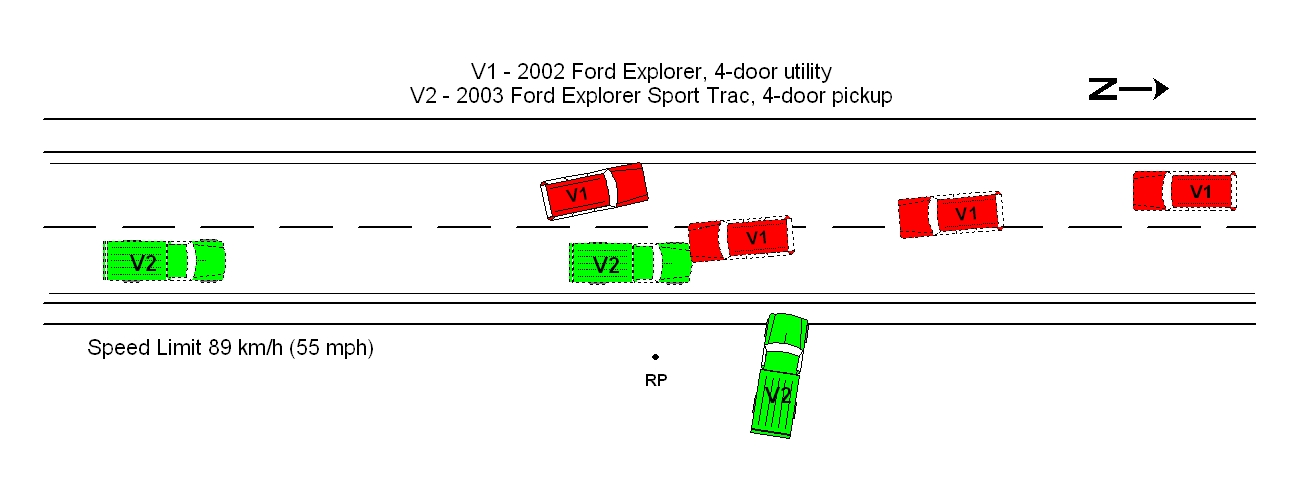 V1 - 2002 Ford Explorer, 4-door utility
V2 - 2003 Ford Explorer Sport Trac, 4-door pickup
N
V1
V1
V1
V1
V2
V2
Speed Limit 89 km/h (55 mph)
RP
V2